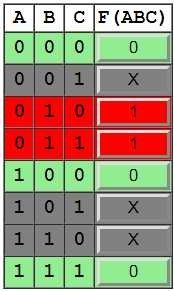 A B C F(ABC)
0 0 0 0
0 0 1 X
0 1 0 1
0 1 1 1
1 0 0 0
1 0 1 X
1 1 0 X
1 1 1 0